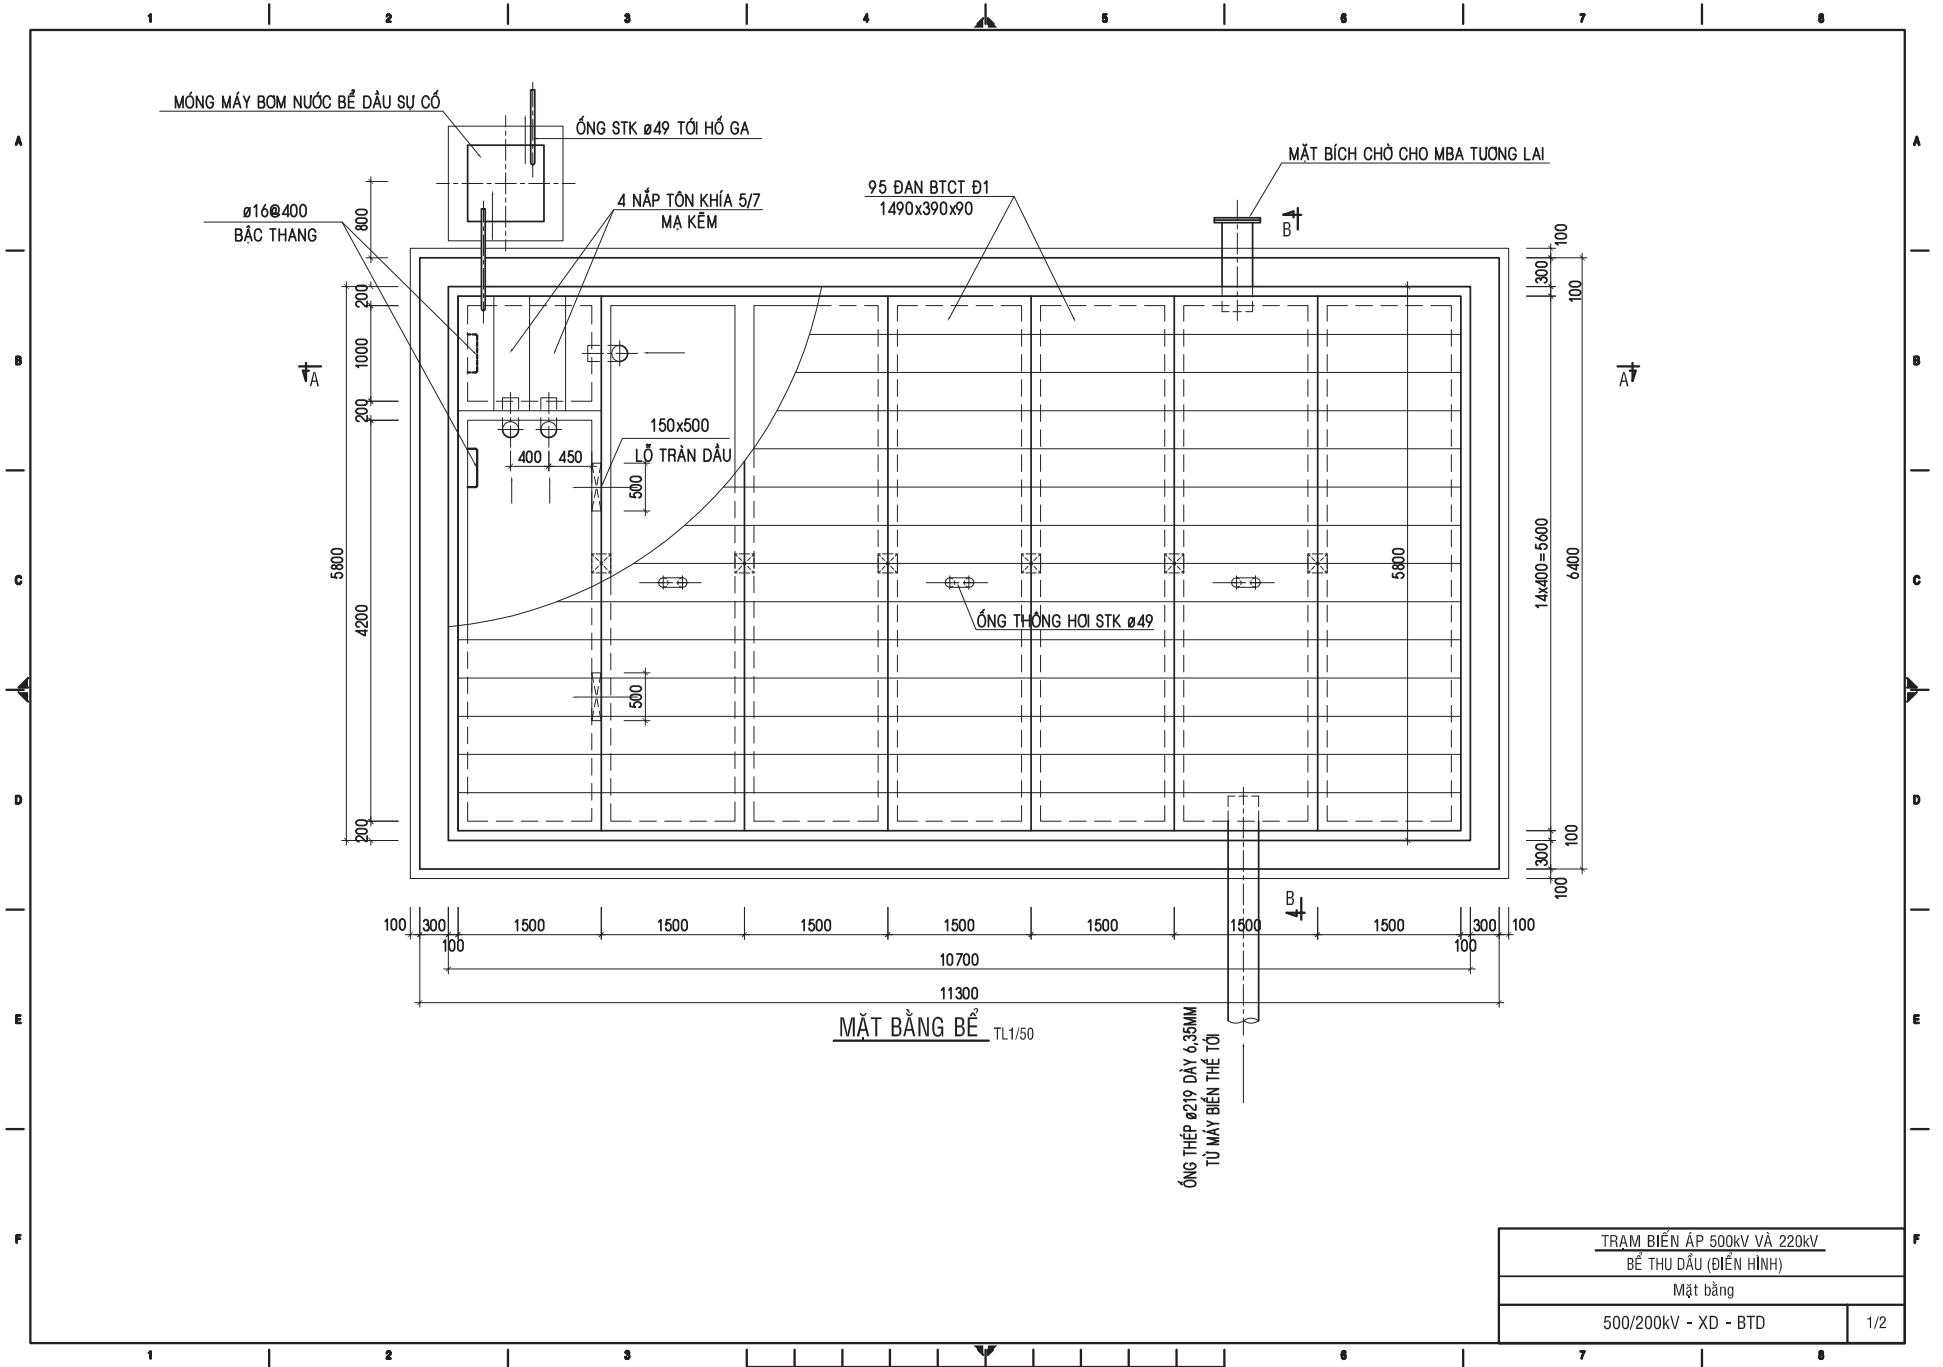 1 2 3 4 5 6 7 8
MÓNG MÁY BƠM NƯỚC BỂ DẦU SỰ CỐ
ỐNG STK ø49 TỚI HỐ GA
MẶT BÍCH CHỜ CHO MBA TƯƠNG LAI
A
A
4 NẮP TÔN KHÍA 5/7
MẠ KẼM
95 ĐAN BTCT Đ1
1490x390x90
ø16@400
BẬC THANG
800
B
100
300
100
200
1000
200
B
B
A
A
150x500
LỖ TRÀN DẦU
400 450
500
5800
4200
5800
14x400=5600
6400
C
C
ỐNG THÔNG HƠI STK ø49
500
D
D
200
100
300
100
B
100 300 1500 1500 1500 1500 1500 1500 1500 300 100
100 100
10700
11300
E
E
MẶT BẰNG BỂ TL1/50
ỐNG THÉP ø219 DÀY 6,35MM
TỪ MÁY BIẾN THẾ TỚI
F
F
TRẠM BIẾN ÁP 500kV VÀ 220kV
BỂ THU DẦU (ĐIỂN HÌNH)
Mặt bằng
500/200kV - XD - BTD 1/2
1 2 3 6 7 8